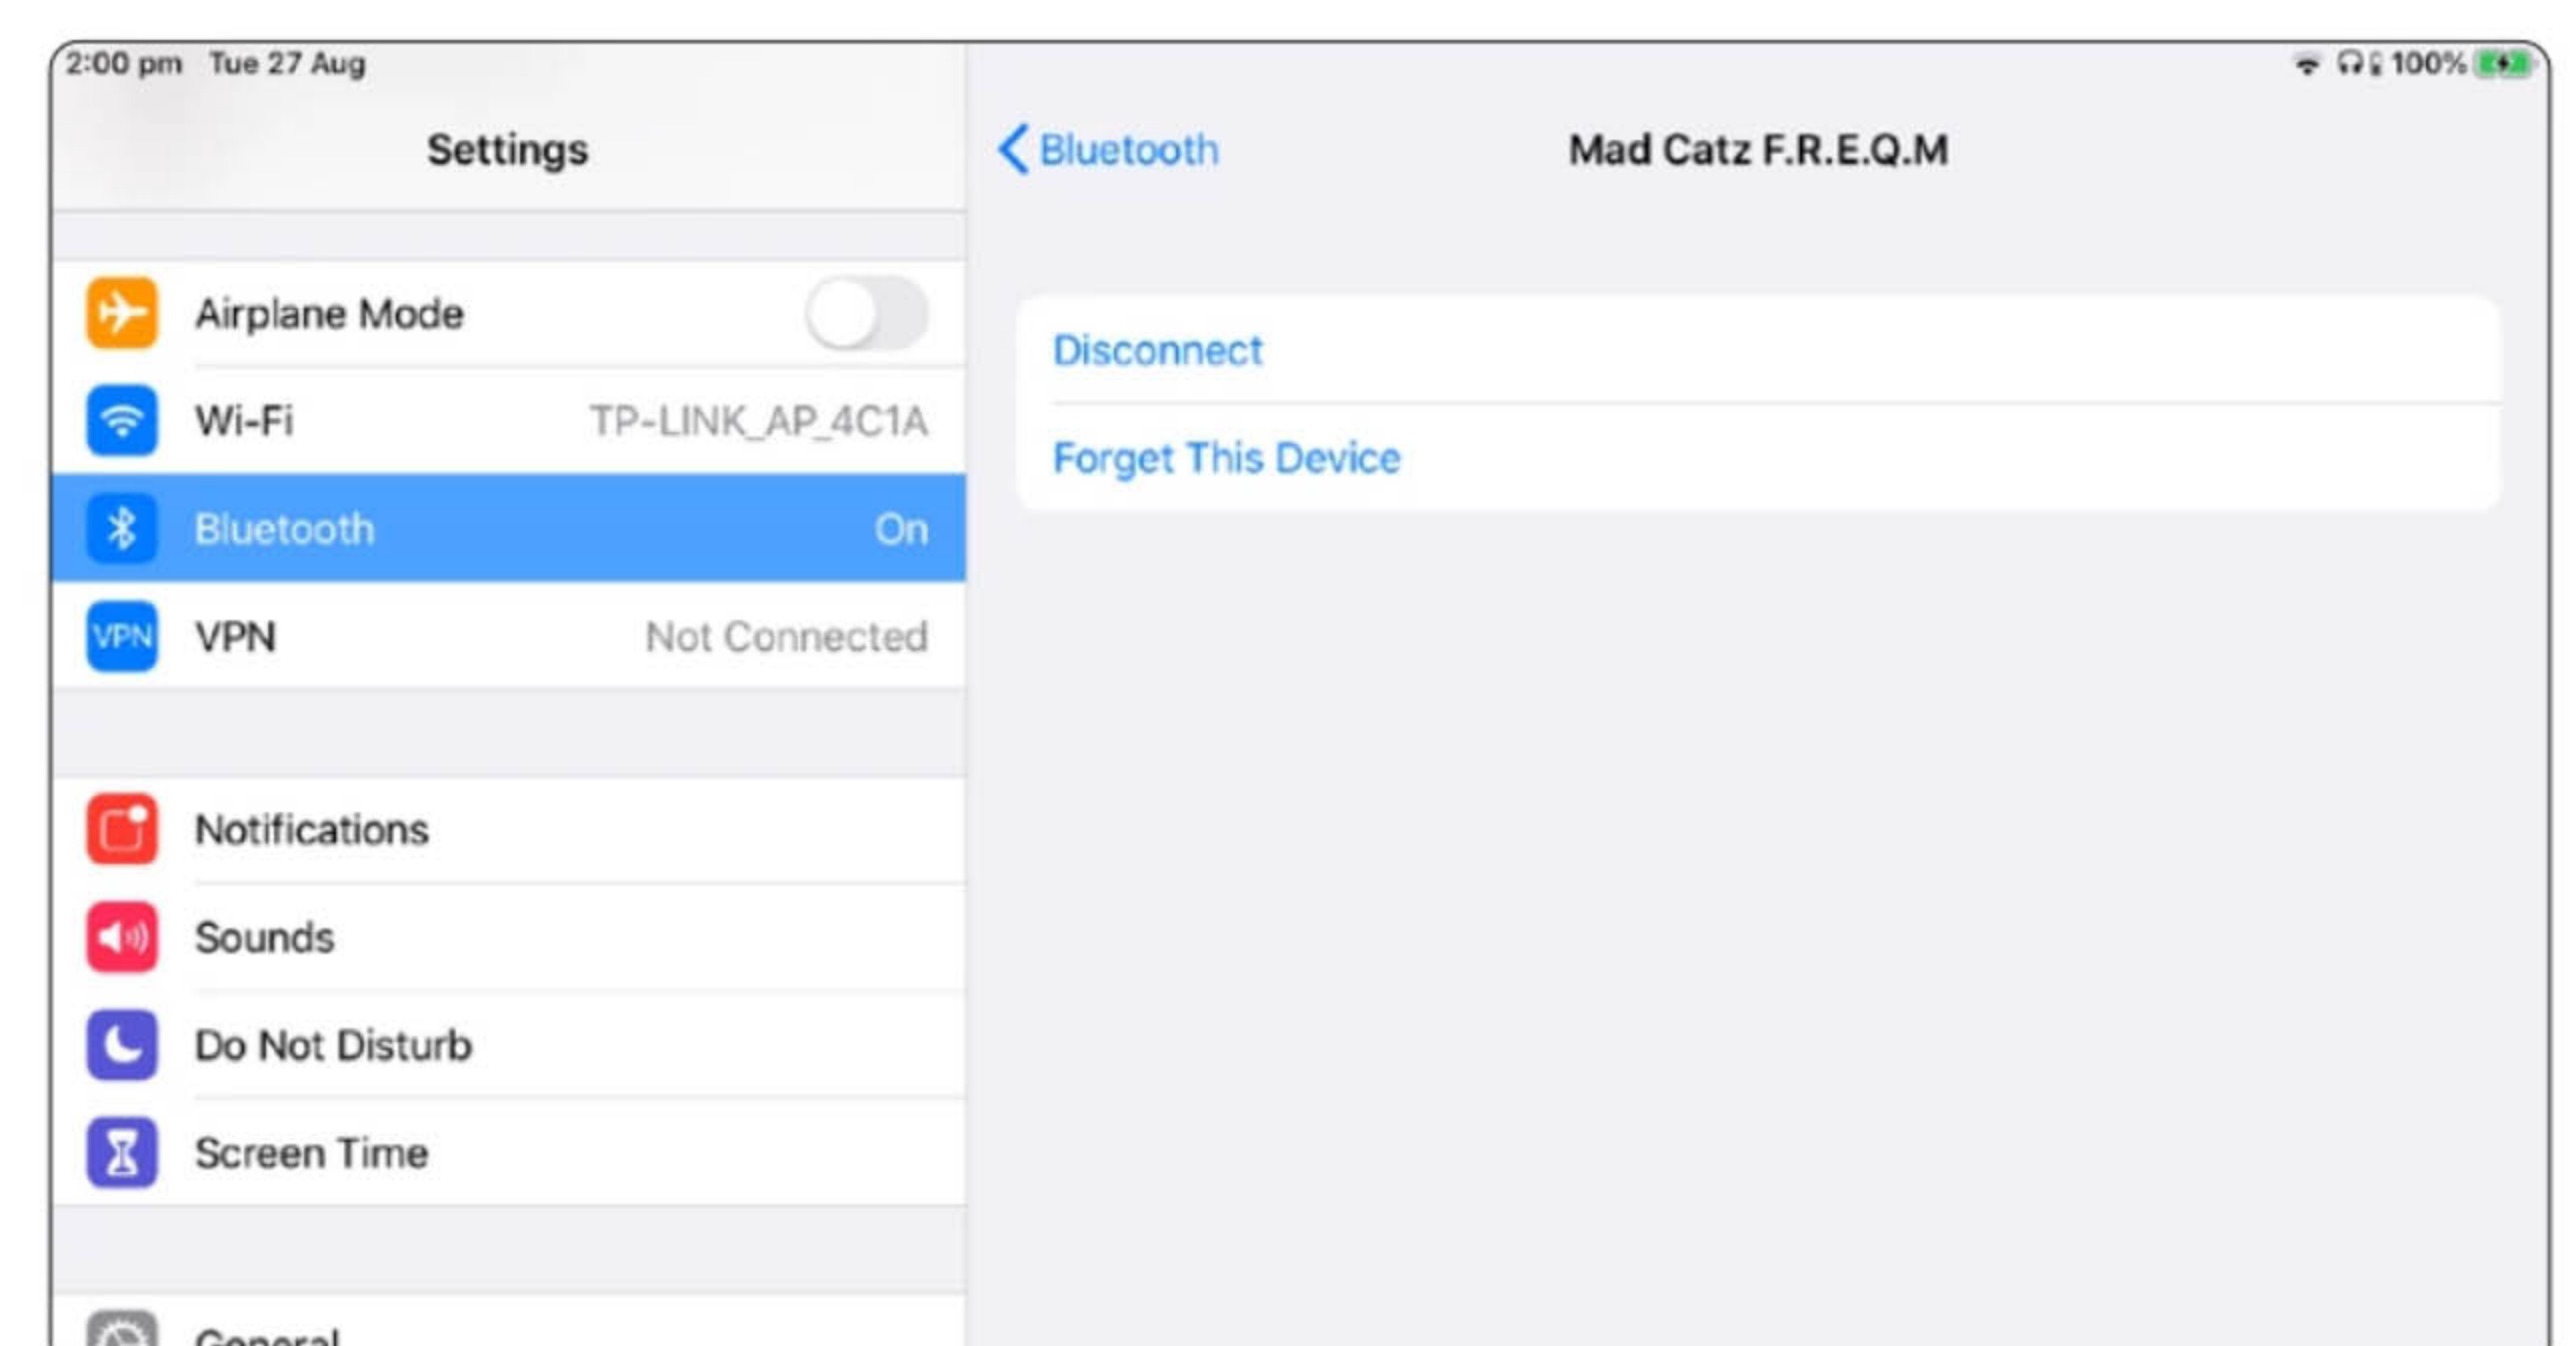 2:00 pm Tue 27 Aug
100%
Settings
Airplane Mode
Wi-Fi TP-LINK_AP_4C1A
Bluetooth On
VPN VPN Not Connected
Notifications
Sounds
Do Not Disturb
Screen Time
General
Bluetooth
Mad Catz F.R.E.Q.M
Disconnect
Forget This Device